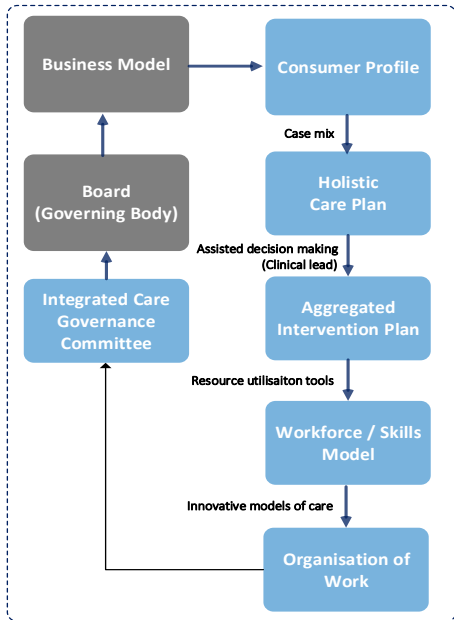 Business Model
Consumer Profile
Case mix
Holistic
Care Plan
Board
(Governing Body)
Assisted decision making
(Clinical lead)
Integrated Care
Governance
Committee
Aggregated
Intervention Plan
Resource utilisaiton tools
Workforce / Skills
Model
Innovative models of care
Organisation of
Work